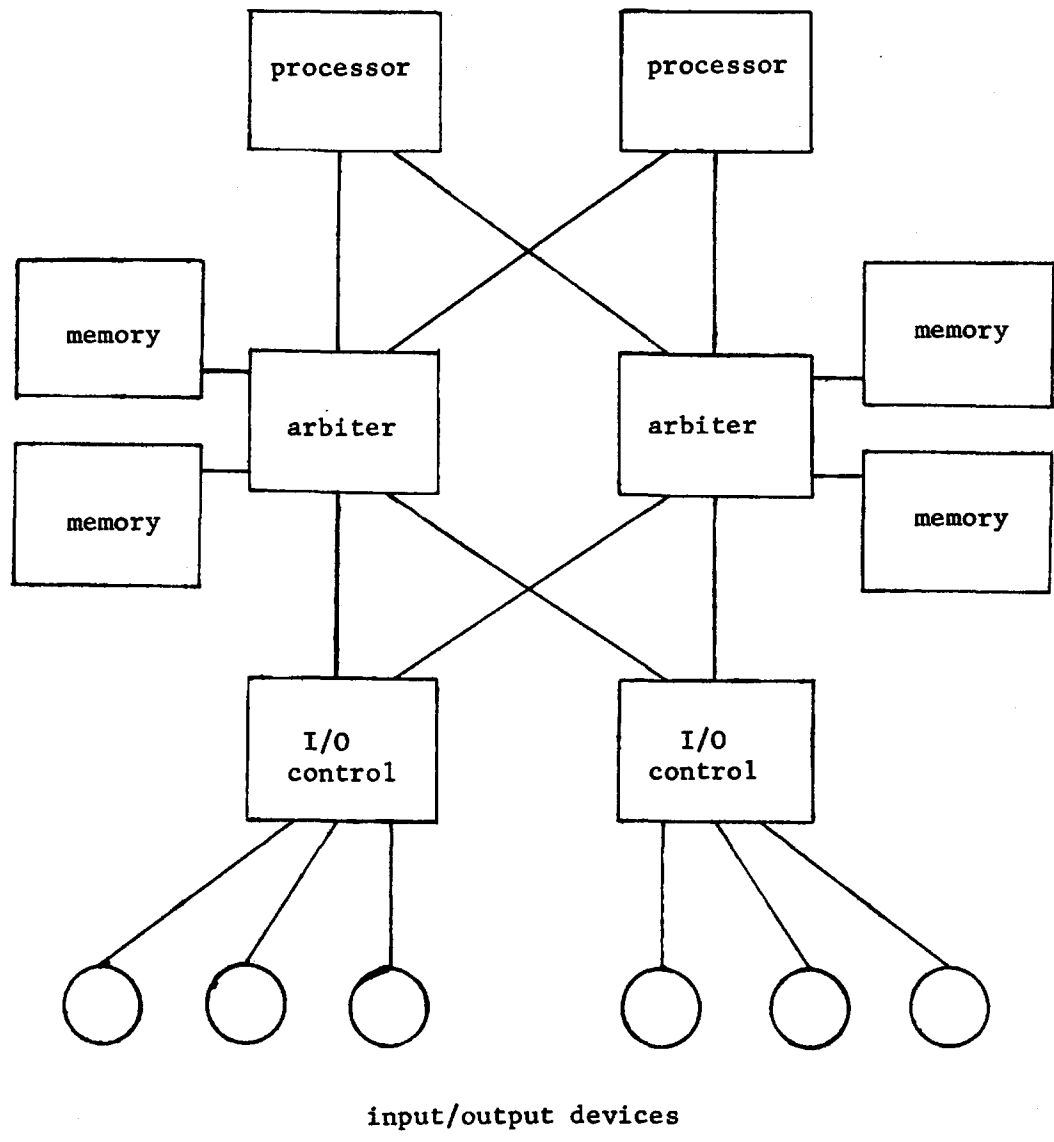 processor
processor
memory
memory
arbiter
arbiter
memory
memory
I/O
control
I/O
control
input/output devices